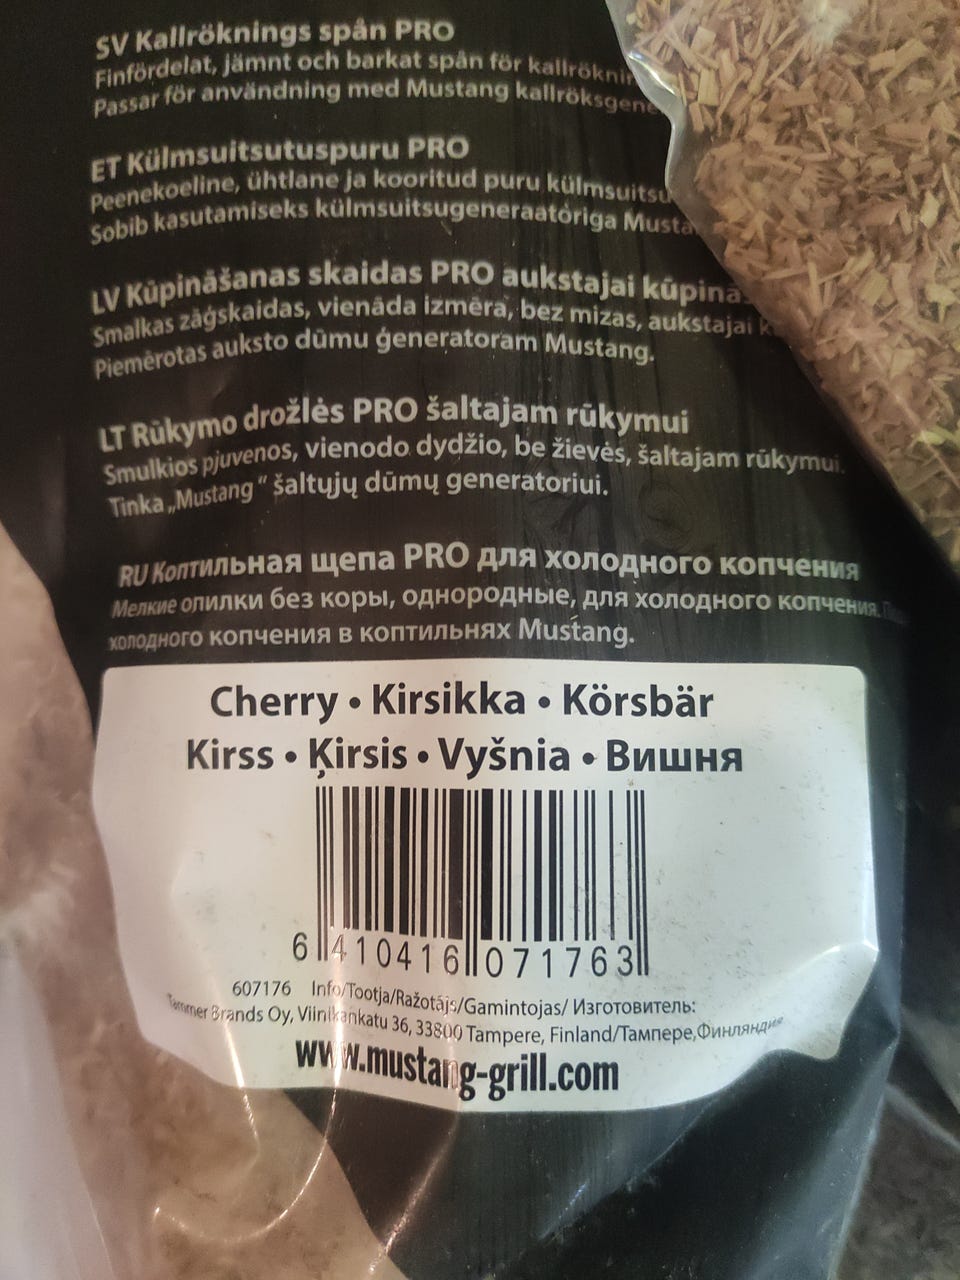 SV Kallröknings spån PRO
Finfördelat, jämnt och barkat spån för kallröknin
Passar för användning med Mustang kallröksgene
ET Külmsuitsutuspuru PRO
Peenekoeline, ühtlane ja kooritud puru külmsuitsu
Sobib kasutamiseks külmsuitsugeneraatoriga Musta
LV Kūpināšanas skaidas PRO aukstajai kūpinā
Smalkas zāģskaidas, vienāda izmēra, bez mizas, aukstajai k
Piemērotas auksto dūmu ģeneratoram Mustang.
LT Rūkymo drožlės PRO šaltajam rūkymui
Smulkios pjuvenos, vienodo dydžio, be žievės, šaltajam rūkymui.
Tinka „Mustang“ šaltųjų dūmų generatoriui.
RU Коптильная щепа PRO для холодного копчения
Мелкие опилки без коры, однородные, для холодного копчения.
холодного копчения в коптильнях Mustang.
Cherry • Kirsikka • Körsbär
Kirss • Ķirsis • Vyšnia • Вишня
6 410416 071763
607176 Info/Tootja/Ražotājs/Gamintojas/ Изготовитель:
Tammer Brands Oy, Viinikankatu 36, 33800 Tampere, Finland/Тампере,Финляндия
www.mustang-grill.com